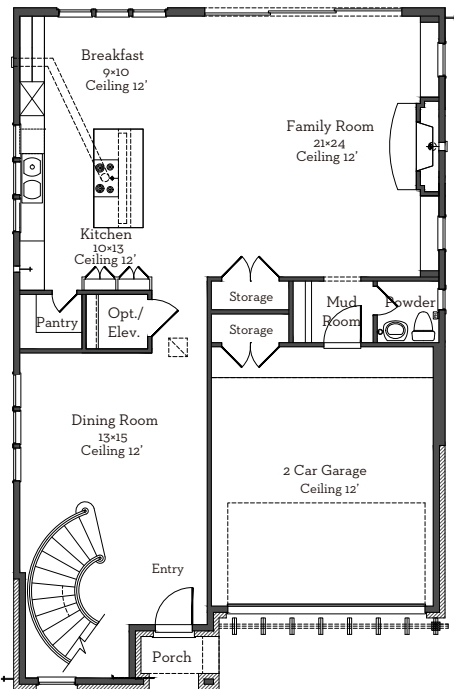 Breakfast
9×10
Ceiling 12'
Family Room
21×24
Ceiling 12'
Kitchen
10×13
Ceiling 12'
Storage
Mud
Room
Powder
Pantry
Opt./
Elev.
Storage
Dining Room
13×15
Ceiling 12'
2 Car Garage
Ceiling 12'
Entry
Porch